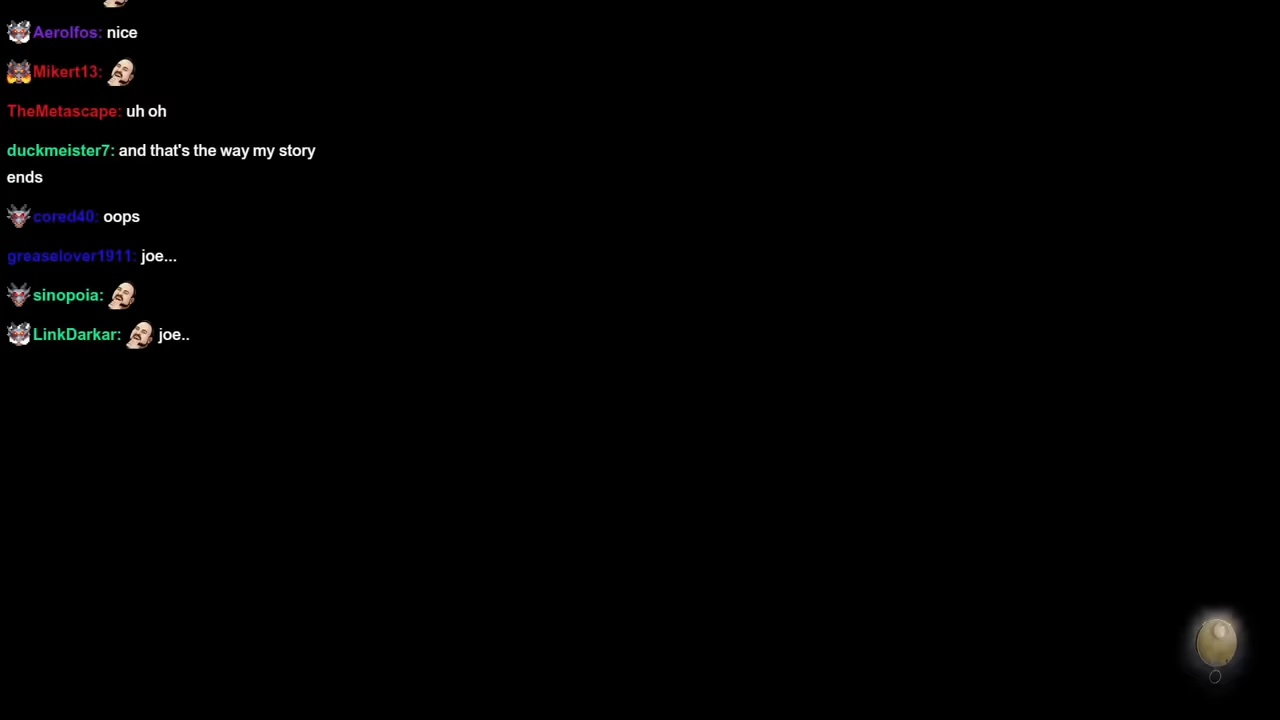 Aerolfos: nice
Mikert13:
TheMetascape: uh oh
duckmeister7: and that's the way my story
ends
cored40: oops
greaselover1911: joe...
sinopoia:
LinkDarkar: joe..